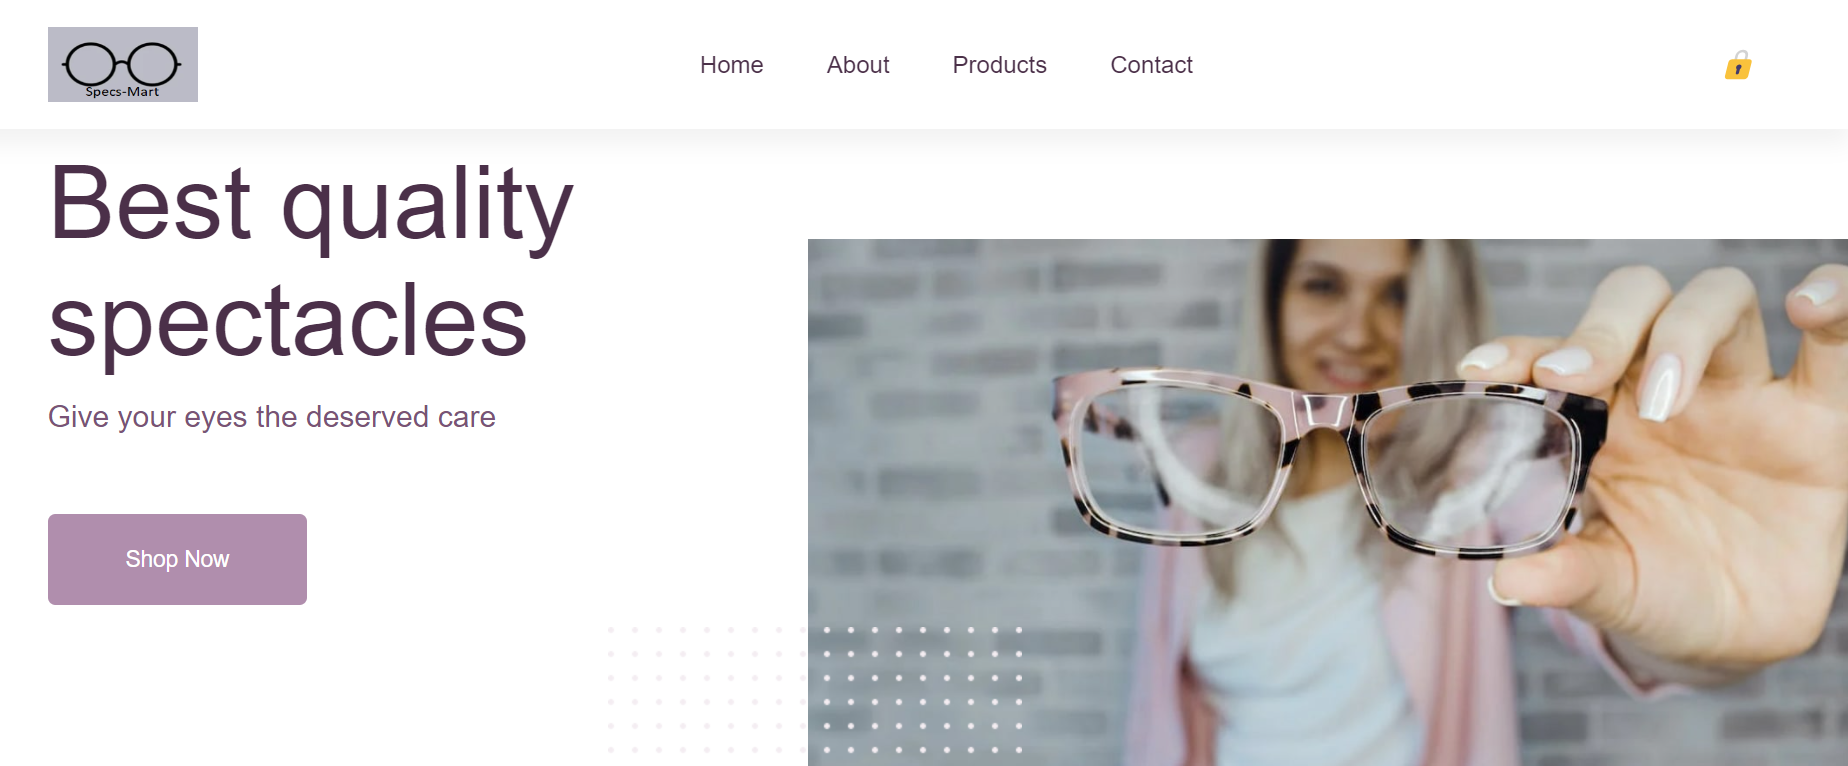 Specs-Mart
Home About Products Contact
Best quality
spectacles
Give your eyes the deserved care
Shop Now